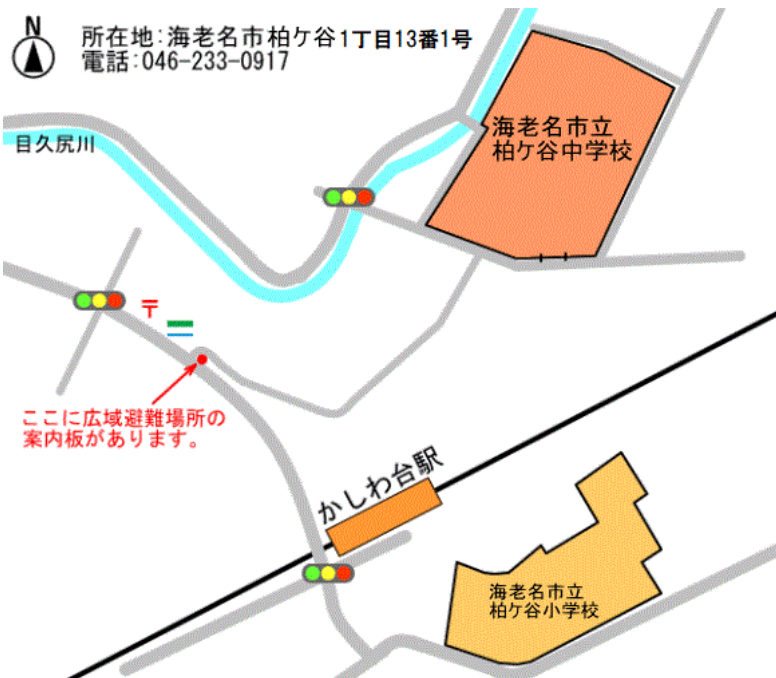 N
所在地:海老名市柏ケ谷1丁目13番1号
電話:046-233-0917
目久尻川
海老名市立
柏ケ谷中学校
〒
ここに広域避難場所の
案内板があります。
かしわ台駅
海老名市立
柏ケ谷小学校